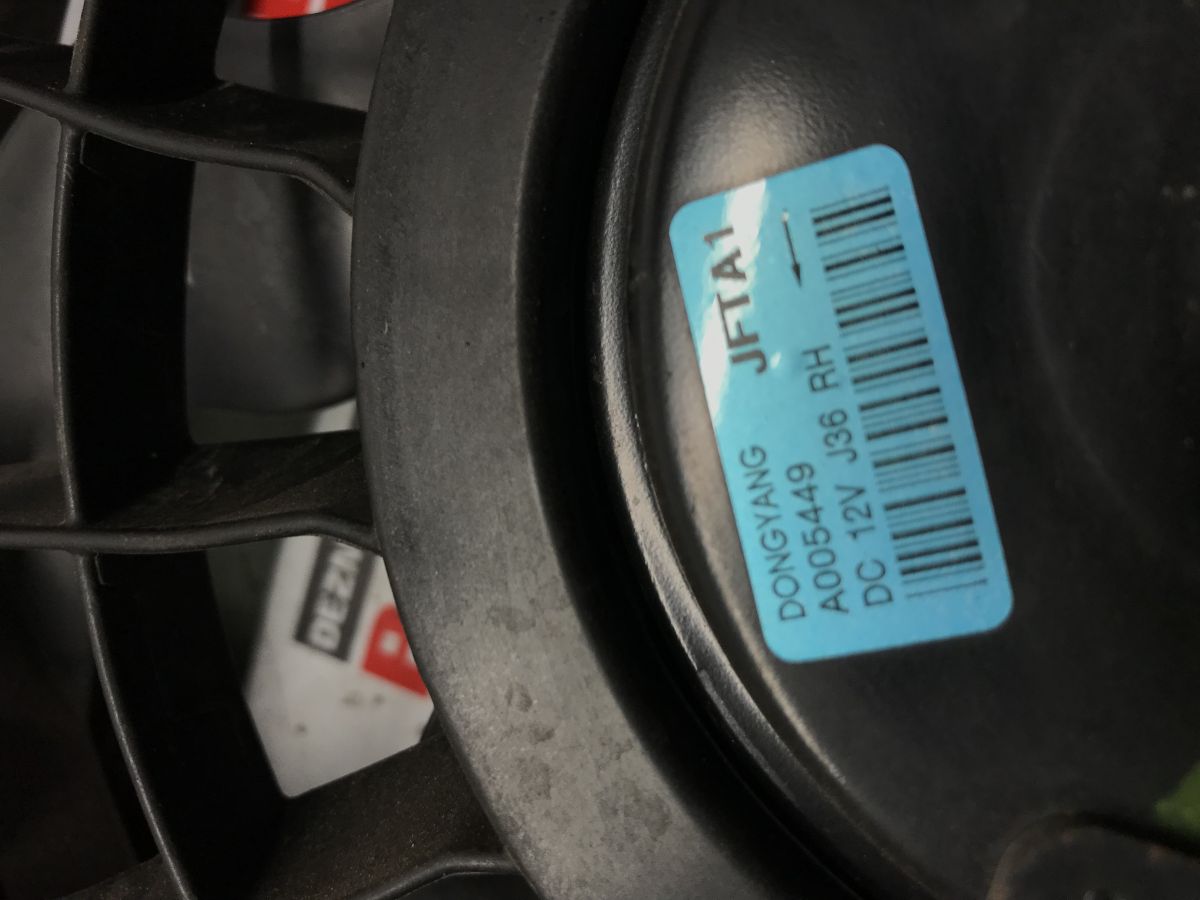 JFTA1
DONGYANG
A005449
DC 12V J36 RH